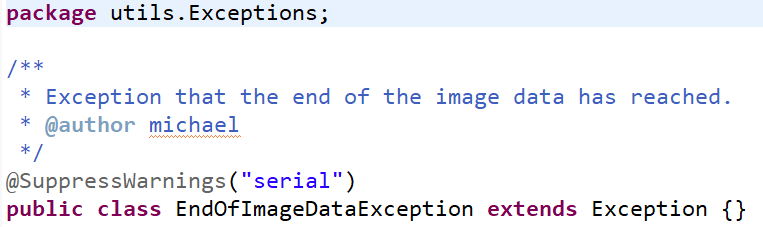 package utils.Exceptions;
/**
* Exception that the end of the image data has reached.
* @author michael
*/
@SuppressWarnings("serial")
public class EndOfImageDataException extends Exception {}